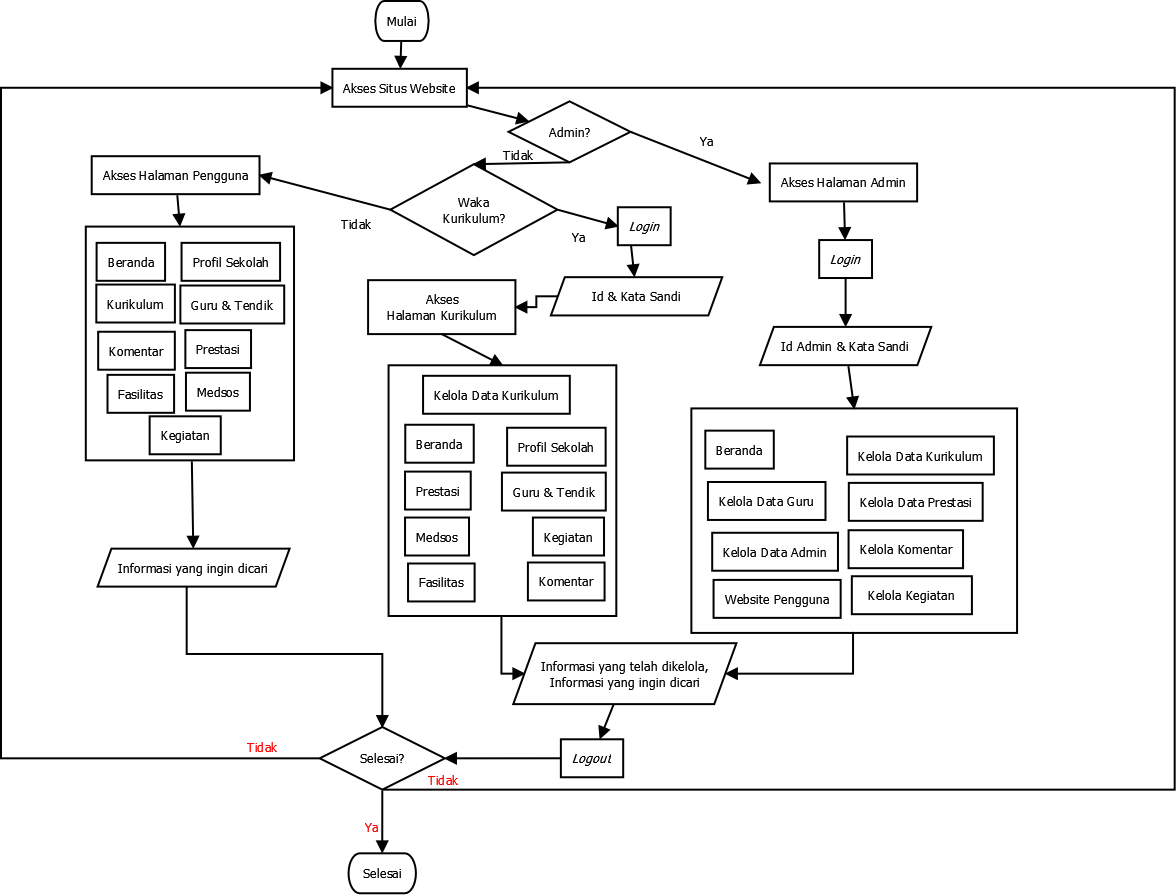 Mulai
Akses Situs Website
Admin?
Ya
Tidak
Akses Halaman Pengguna
Akses Halaman Admin
Waka
Kurikulum?
Tidak
Ya
Login
Login
Id & Kata Sandi
Akses
Halaman Kurikulum
Id Admin & Kata Sandi
Beranda
Profil Sekolah
Kurikulum
Guru & Tendik
Komentar
Prestasi
Fasilitas
Medsos
Kegiatan
Kelola Data Kurikulum
Beranda
Profil Sekolah
Prestasi
Guru & Tendik
Medsos
Kegiatan
Fasilitas
Komentar
Beranda
Kelola Data Kurikulum
Kelola Data Guru
Kelola Data Prestasi
Kelola Data Admin
Kelola Komentar
Website Pengguna
Kelola Kegiatan
Informasi yang ingin dicari
Informasi yang telah dikelola,
Informasi yang ingin dicari
Logout
Selesai?
Tidak
Tidak
Ya
Selesai